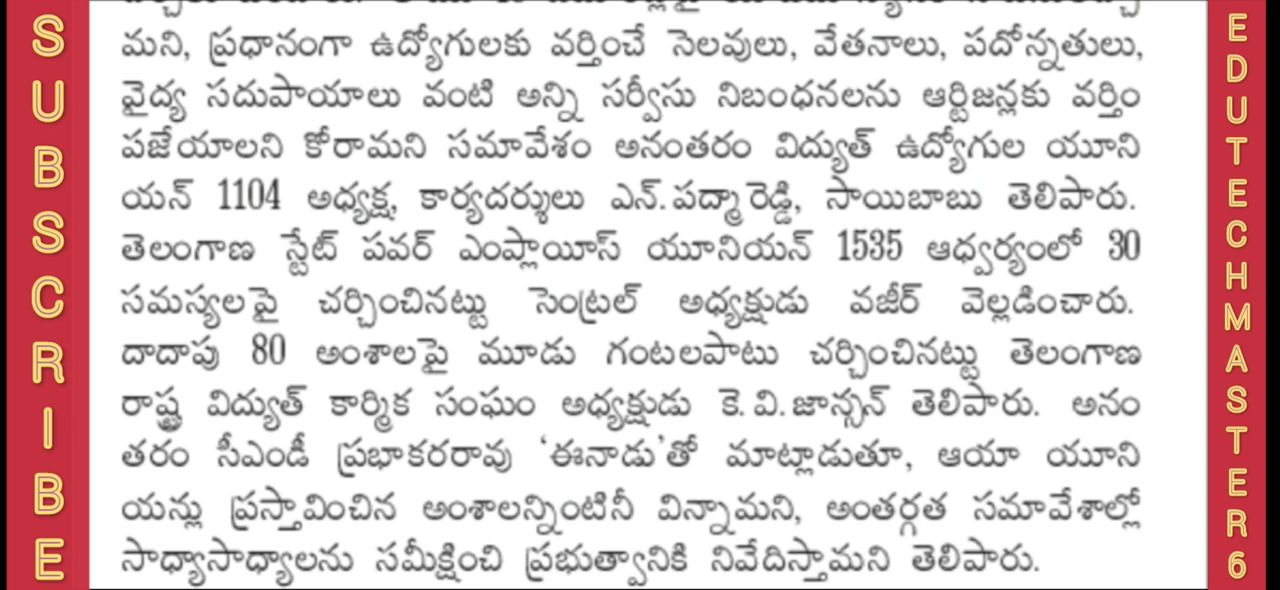 మని, ప్రధానంగా ఉద్యోగులకు వర్తించే సెలవులు, వేతనాలు, పదోన్నతులు,
వైద్య సదుపాయాలు వంటి అన్ని సర్వీసు నిబంధనలను ఆర్టిజన్లకు వర్తిం
పజేయాలని కోరామని సమావేశం అనంతరం విద్యుత్ ఉద్యోగుల యూని
యన్ 1104 అధ్యక్ష, కార్యదర్శులు ఎన్.పద్మారెడ్డి, సాయిబాబు తెలిపారు.
తెలంగాణ స్టేట్ పవర్ ఎంప్లాయీస్ యూనియన్ 1535 ఆధ్వర్యంలో 30
సమస్యలపై చర్చించినట్టు సెంట్రల్ అధ్యక్షుడు వజీర్ వెల్లడించారు.
దాదాపు 80 అంశాలపై మూడు గంటలపాటు చర్చించినట్టు తెలంగాణ
రాష్ట్ర విద్యుత్ కార్మిక సంఘం అధ్యక్షుడు కె.వి.జాన్సన్ తెలిపారు. అనం
తరం సీఎండీ ప్రభాకరరావు ‘ఈనాడు’తో మాట్లాడుతూ, ఆయా యూని
యన్లు ప్రస్తావించిన అంశాలన్నింటినీ విన్నామని, అంతర్గత సమావేశాల్లో
సాధ్యాసాధ్యాలను సమీక్షించి ప్రభుత్వానికి నివేదిస్తామని తెలిపారు.
SUBSCRIBE
EDUTECHMASTER6